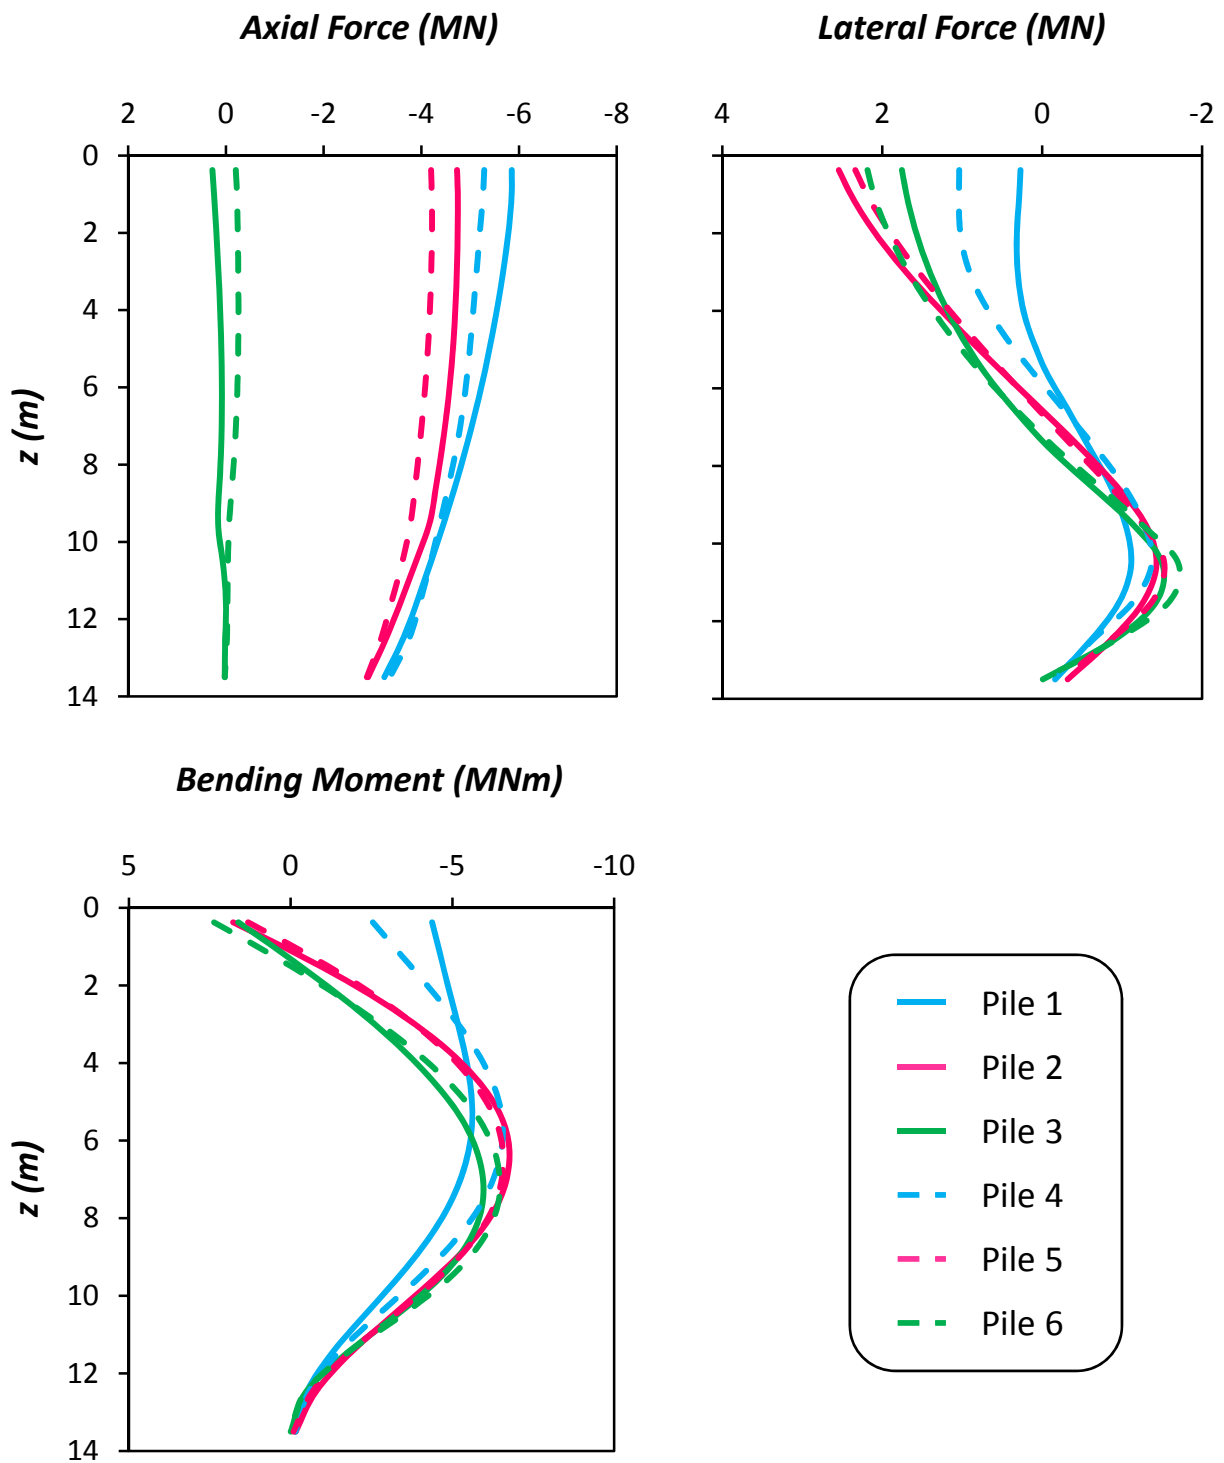 Axial Force (MN)
Lateral Force (MN)
2 0 -2 -4 -6 -8
4 2 0 -2
0
2
4
6
8
10
12
14
z (m)
Bending Moment (MNm)
5 0 -5 -10
0
2
4
6
8
10
12
14
z (m)
Pile 1
Pile 2
Pile 3
Pile 4
Pile 5
Pile 6